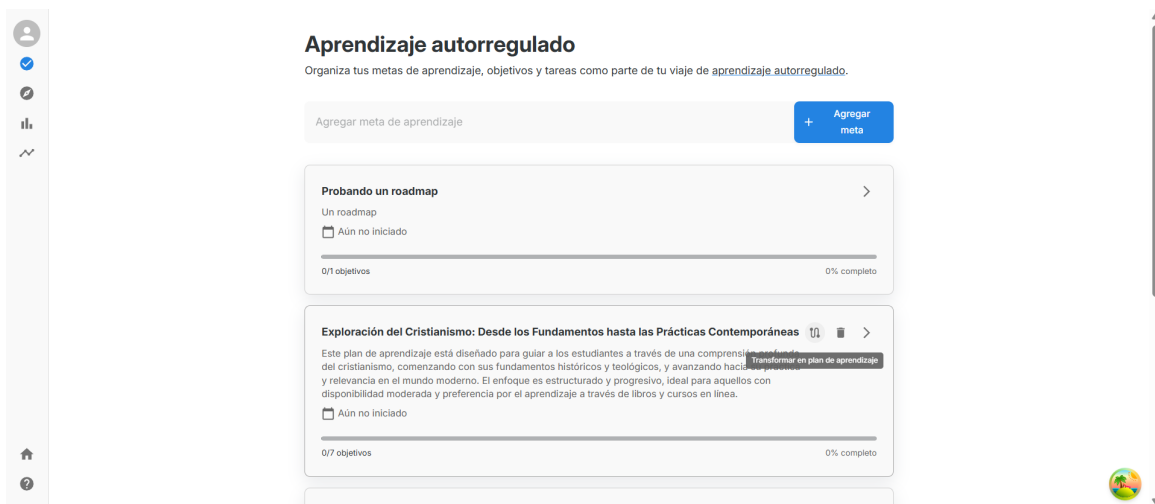 Aprendizaje autorregulado
Organiza tus metas de aprendizaje, objetivos y tareas como parte de tu viaje de aprendizaje autorregulado.
Agregar meta de aprendizaje
+ Agregar
meta
Probando un roadmap
Un roadmap
Aún no iniciado
0/1 objetivos
0% completo
Exploración del Cristianismo: Desde los Fundamentos hasta las Prácticas Contemporáneas
Transformar en plan de aprendizaje
Este plan de aprendizaje está diseñado para guiar a los estudiantes a través de una comprensión
del cristianismo, comenzando con sus fundamentos históricos y teológicos, y avanzando hacia
y relevancia en el mundo moderno. El enfoque es estructurado y progresivo, ideal para aquellos con
disponibilidad moderada y preferencia por el aprendizaje a través de libros y cursos en línea.
Aún no iniciado
0/7 objetivos
0% completo